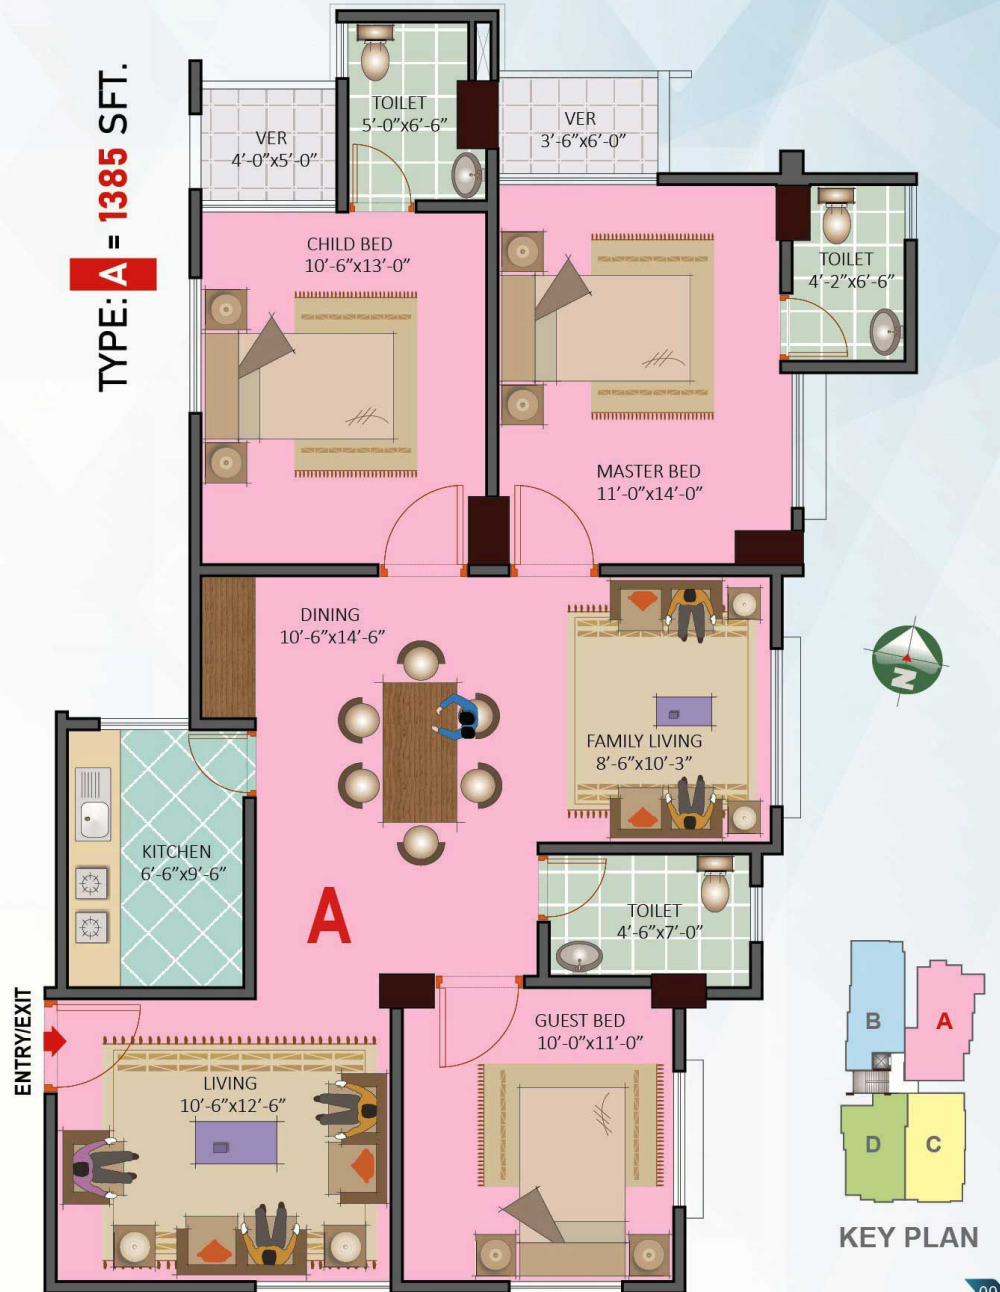 TYPE: A = 1385 SFT.
TOILET
5’-0”x6’-6”
VER
4’-0”x5’-0”
VER
3’-6”x6’-0”
CHILD BED
10’-6”x13’-0”
TOILET
4’-2”x6’-6”
MASTER BED
11’-0”x14’-0”
DINING
10’-6”x14’-6”
N
FAMILY LIVING
8’-6”x10’-3”
KITCHEN
6’-6”x9’-6”
A
TOILET
4’-6”x7’-0”
ENTRY/EXIT
GUEST BED
10’-0”x11’-0”
LIVING
10’-6”x12’-6”
B
A
D
C
KEY PLAN
09